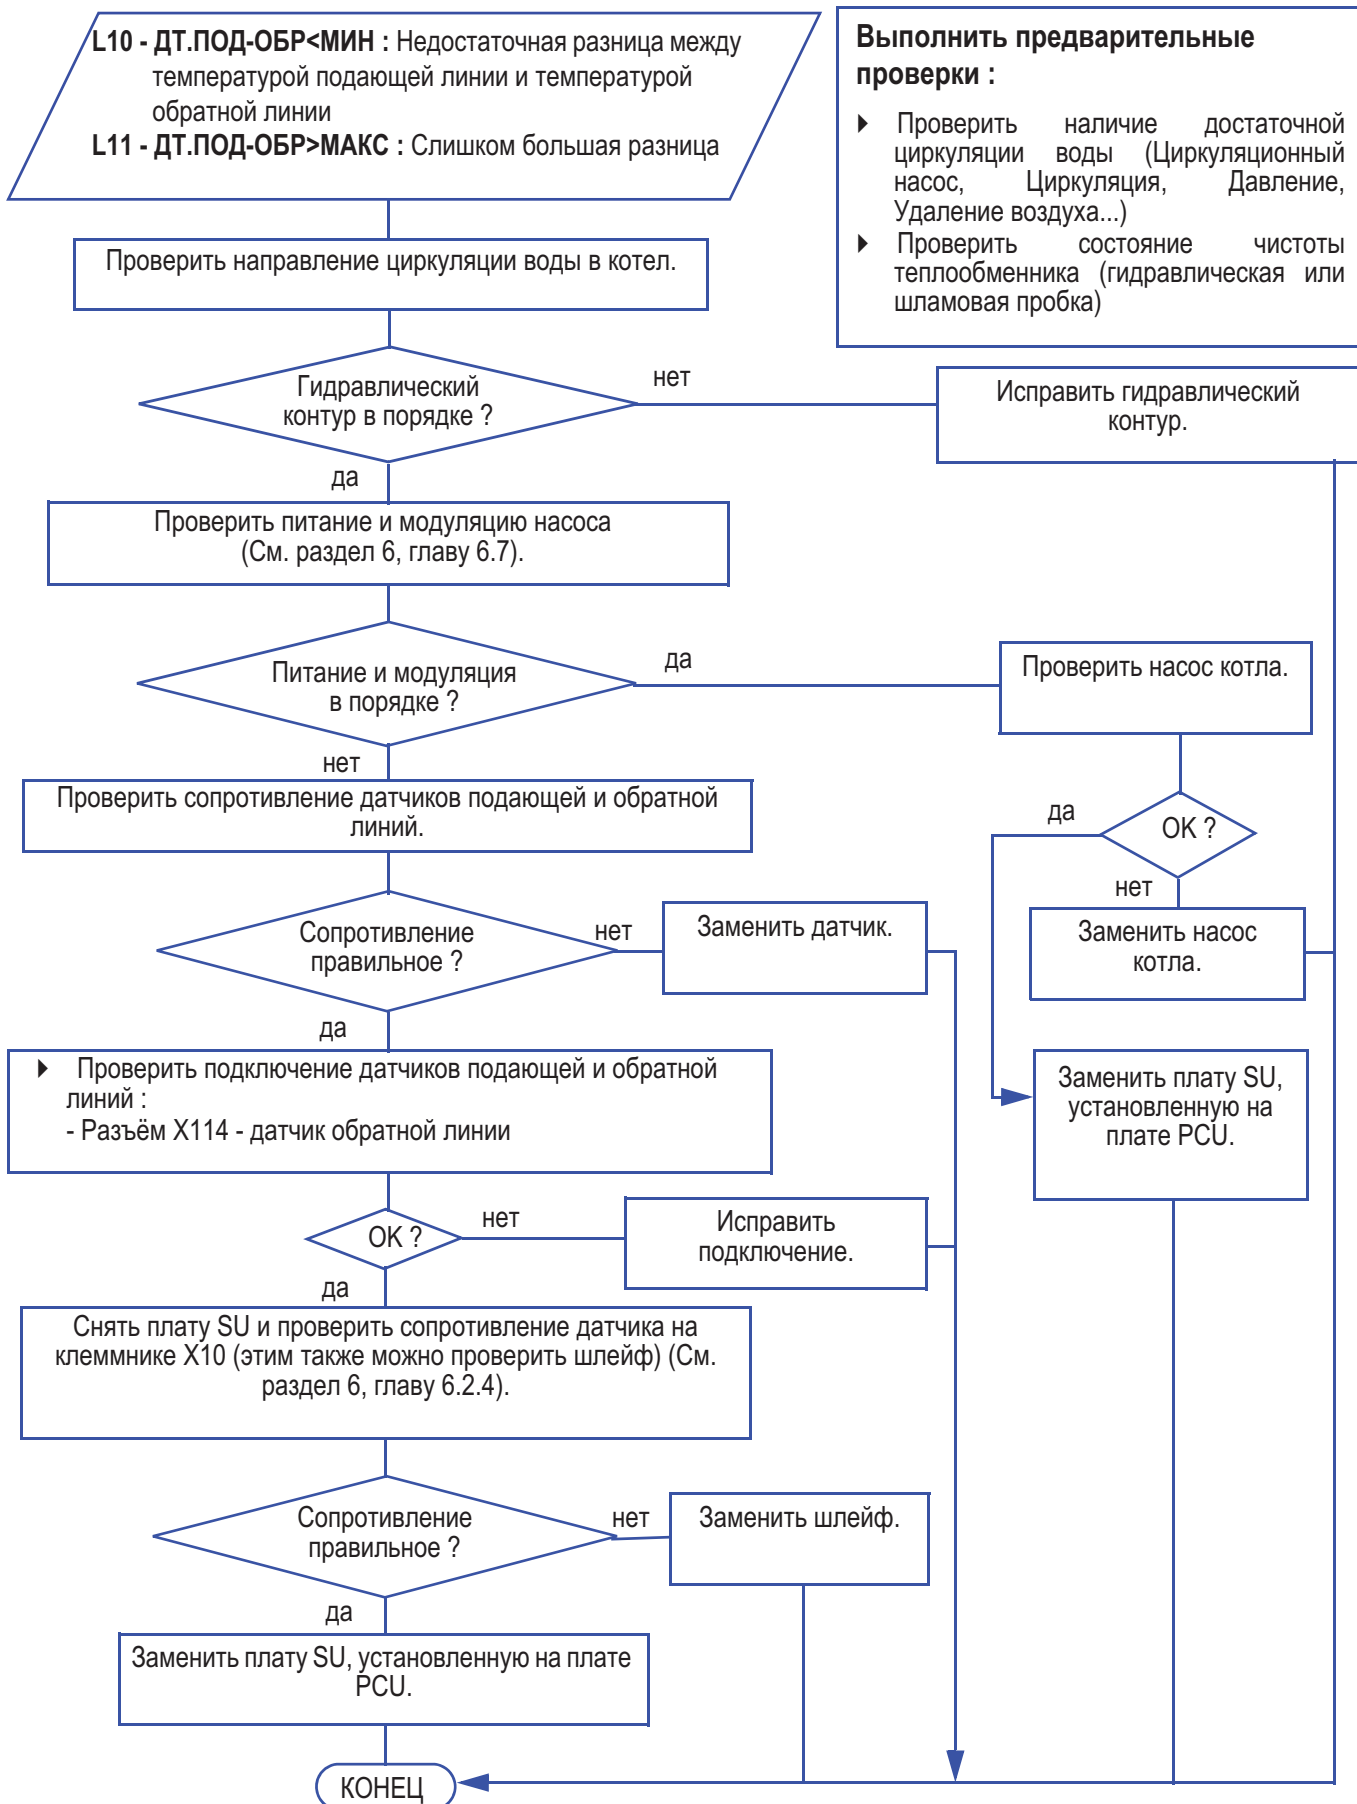 L10 - ДТ.ПОД-ОБР<МИН : Недостаточная разница между
температурой подающей линии и температурой
обратной линии
L11 - ДТ.ПОД-ОБР>МАКС : Слишком большая разница
Выполнить предварительные
проверки :
Проверить наличие достаточной
циркуляции воды (Циркуляционный
насос, Циркуляция, Давление,
Удаление воздуха...)
Проверить состояние чистоты
теплообменника (гидравлическая или
шламовая пробка)
Проверить направление циркуляции воды в котел.
Гидравлический
контур в порядке ?
нет
Исправить гидравлический
контур.
да
Проверить питание и модуляцию насоса
(См. раздел 6, главу 6.7).
Питание и модуляция
в порядке ?
да
Проверить насос котла.
нет
Проверить сопротивление датчиков подающей и обратной
линий.
да
OK ?
нет
Заменить насос
котла.
Сопротивление
правильное ?
нет
Заменить датчик.
да
Проверить подключение датчиков подающей и обратной
линий :
- Разъём X114 - датчик обратной линии
Заменить плату SU,
установленную на
плате PCU.
OK ?
нет
Исправить
подключение.
да
Снять плату SU и проверить сопротивление датчика на
клеммнике X10 (этим также можно проверить шлейф) (См.
раздел 6, главу 6.2.4).
Сопротивление
правильное ?
нет
Заменить шлейф.
да
Заменить плату SU, установленную на плате
PCU.
КОНЕЦ